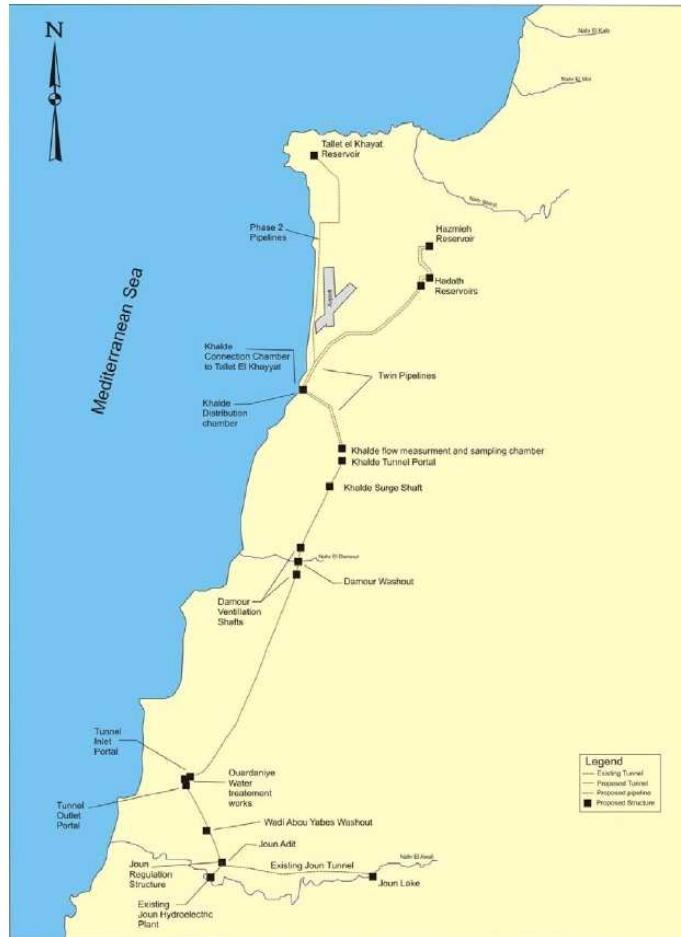 N
Nahr El Kalb
Tallet el Khayat
Reservoir
Phase 2
Pipelines
Hazmieh
Reservoir
Hadath
Reservoirs
Airport
Mediterranean Sea
Khalde
Connection Chamber
to Tallet El Khayyat
Twin Pipelines
Khalde
Distribution
chamber
Khalde flow measurment and sampling chamber
Khalde Tunnel Portal
Khalde Surge Shaft
Nahr El Damour
Damour Washout
Damour
Ventillation
Shafts
Tunnel
Inlet
Portal
Ouardaniye
Water
treatement
works
Tunnel
Outlet
Portal
Legend
Existing Tunnel
Proposed Tunnel
Proposed pipeline
Proposed Structure
Wadi Abou Yabes Washout
Joun Adit
Joun
Regulation
Structure
Existing Joun Tunnel
Nahr El Awali
Joun Lake
Existing
Joun Hydroelectric
Plant